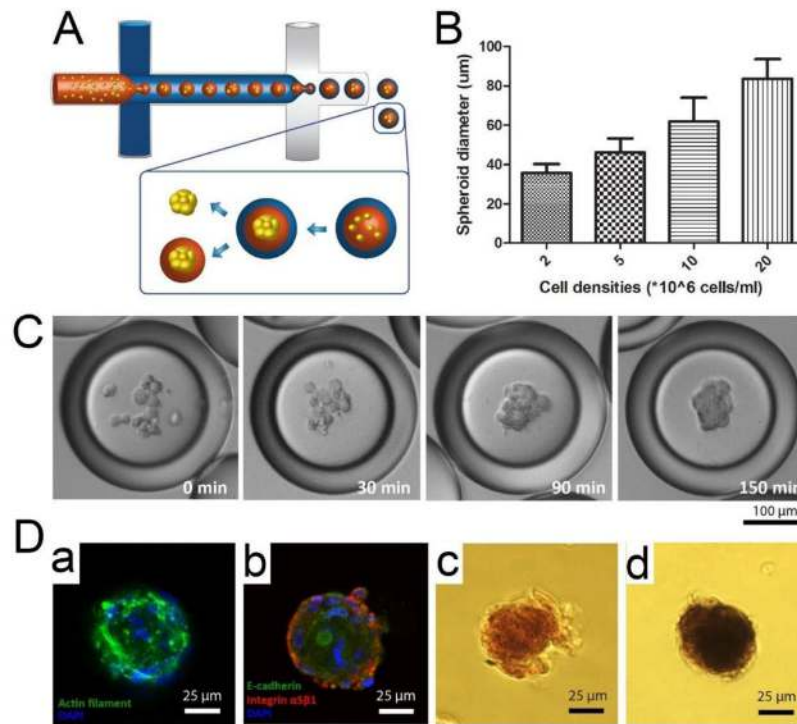 A
B
Spheroid diameter (um)
100
80
60
40
20
0
2
5
10
20
Cell densities (*10^6 cells/ml)
C
0 min
30 min
90 min
150 min
100 µm
D
a
b
c
d
Actin filament
DAPI
25 µm
E-cadherin
Integrin α5β1
DAPI
25 µm
25 µm
25 µm